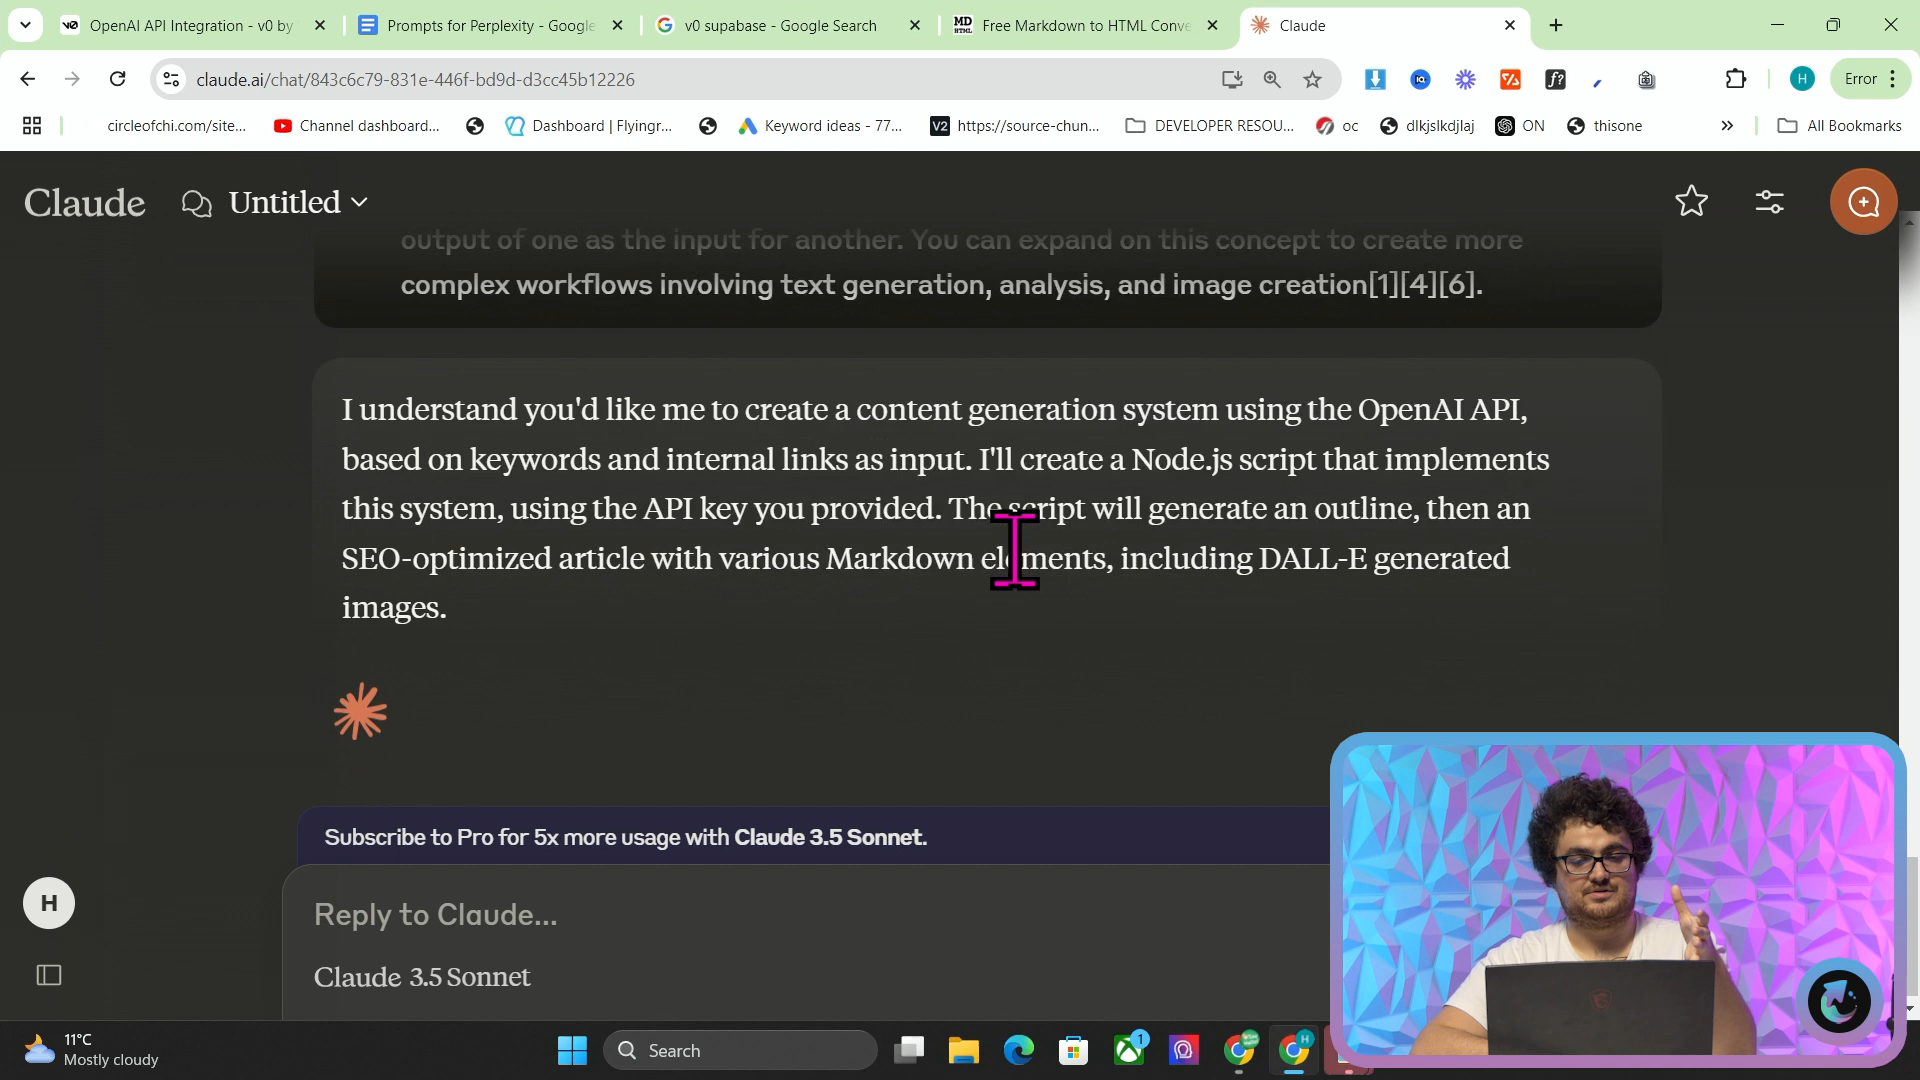 OpenAI API Integration - v0 by
Prompts for Perplexity - Google
v0 supabase - Google Search
MD HTML
Free Markdown to HTML Conve
Claude
claude.ai/chat/843c6c79-831e-446f-bd9d-d3cc45b12226
H
Error
circleofchi.com/site...
Channel dashboard...
Dashboard | Flyingr...
Keyword ideas - 77...
V2
https://source-chun...
DEVELOPER RESOU...
oc
dlkjslkdjlaj
ON
thisone
All Bookmarks
Claude
Untitled
output of one as the input for another. You can expand on this concept to create more
complex workflows involving text generation, analysis, and image creation[1][4][6].
I understand you'd like me to create a content generation system using the OpenAI API,
based on keywords and internal links as input. I'll create a Node.js script that implements
this system, using the API key you provided. The script will generate an outline, then an
SEO-optimized article with various Markdown elements, including DALL-E generated
images.
Subscribe to Pro for 5x more usage with Claude 3.5 Sonnet.
H
Reply to Claude...
Claude 3.5 Sonnet
11°C
Mostly cloudy
Search
1
H